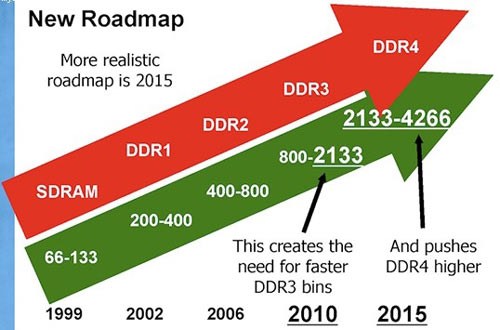 New Roadmap
More realistic
roadmap is 2015
DDR4
DDR3
DDR2
DDR1
SDRAM
2133-4266
800-2133
400-800
200-400
66-133
This creates the
need for faster
DDR3 bins
And pushes
DDR4 higher
1999 2002 2006 2010 2015